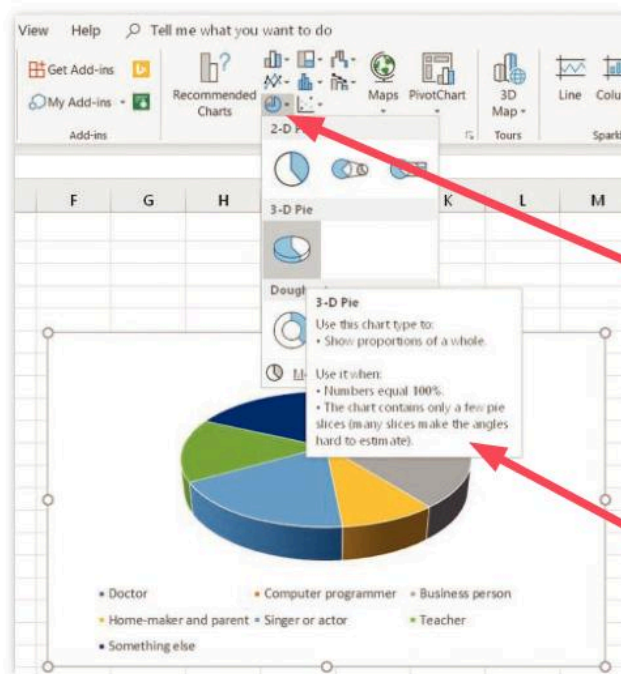 View Help Tell me what you want to do
Get Add-ins
My Add-ins
Add-ins
Recommended
Charts
Maps
PivotChart
3D
Map
Tours
Line
2-D
F G H K L M
3-D Pie
3-D Pie
Use this chart type to:
• Show proportions of a whole.
Use it when:
• Numbers equal 100%.
• The chart contains only a few pie
slices (many slices make the angles
hard to estimate).
• Doctor • Computer programmer • Business person
• Home-maker and parent • Singer or actor • Teacher
• Something else